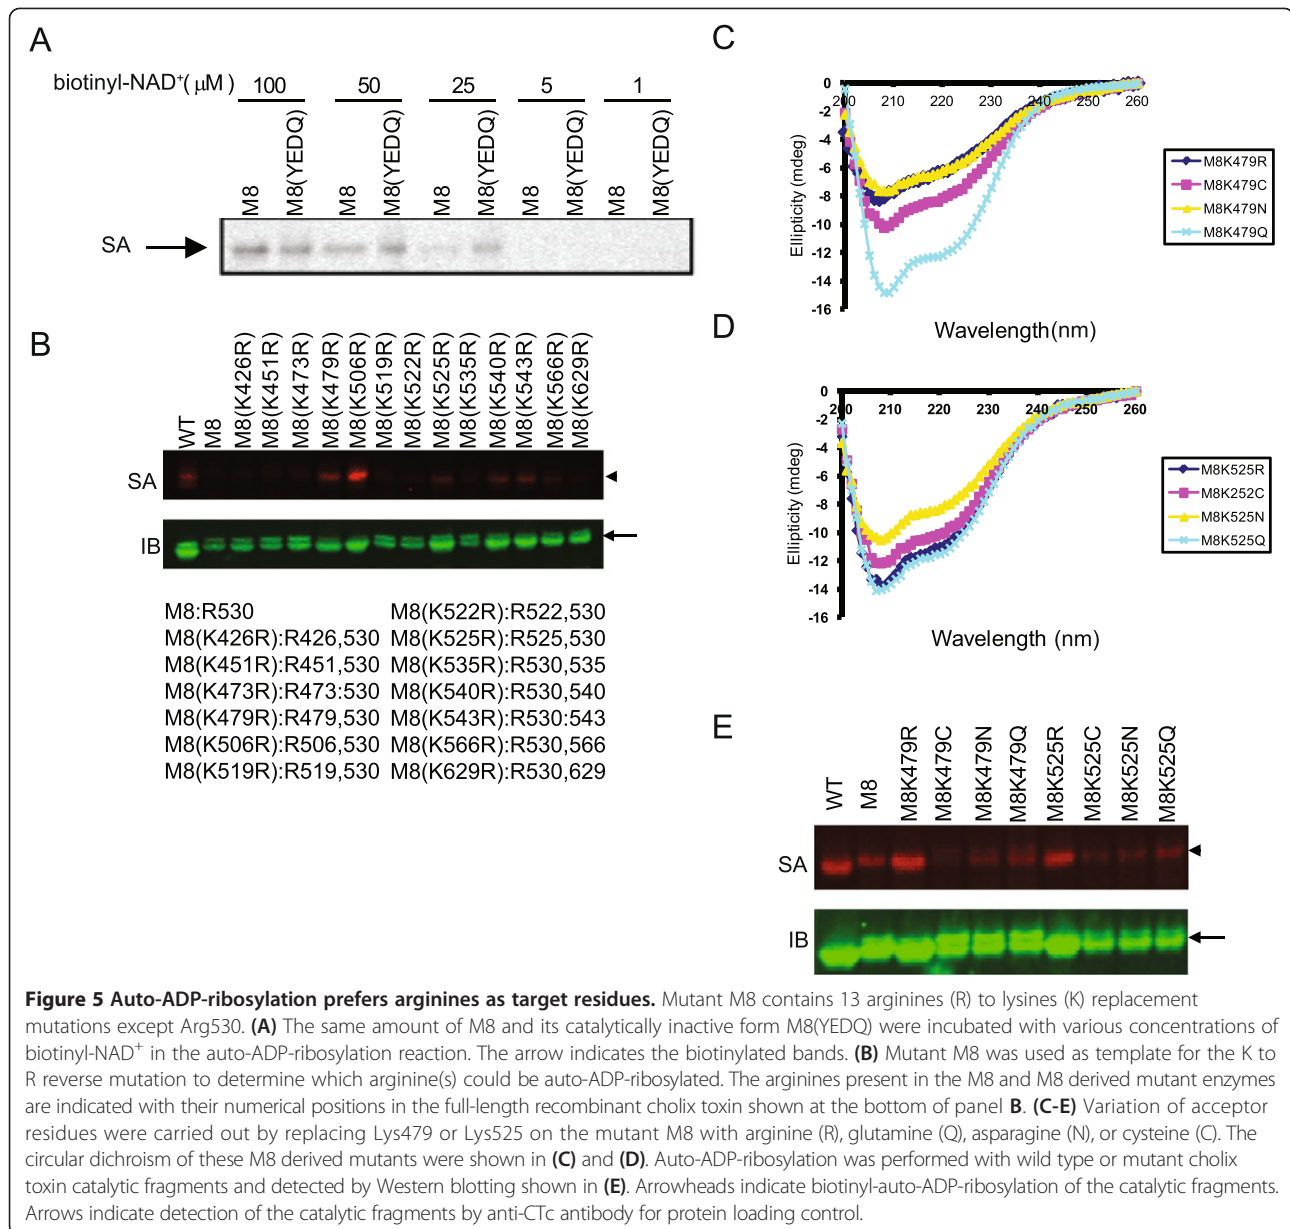 A
biotinyl-NAD⁺(μM) 100 50 25 5 1
M8 M8(YEDQ) M8 M8(YEDQ) M8 M8(YEDQ) M8 M8(YEDQ) M8 M8(YEDQ)
SA
B
WT M8 M8(K426R) M8(K451R) M8(K473R) M8(K479R) M8(K506R) M8(K519R) M8(K522R) M8(K525R) M8(K535R) M8(K540R) M8(K543R) M8(K566R) M8(K629R)
SA
IB
M8:R530
M8(K426R):R426,530
M8(K451R):R451,530
M8(K473R):R473:530
M8(K479R):R479,530
M8(K506R):R506,530
M8(K519R):R519,530
M8(K522R):R522,530
M8(K525R):R525,530
M8(K535R):R530,535
M8(K540R):R530,540
M8(K543R):R530:543
M8(K566R):R530,566
M8(K629R):R530,629
C
Ellipticity (mdeg)
0
-2
-4
-6
-8
-10
-12
-14
-16
200 210 220 230 240 250 260
Wavelength(nm)
M8K479R
M8K479C
M8K479N
M8K479Q
D
Ellipticity (mdeg)
0
-2
-4
-6
-8
-10
-12
-14
-16
200 210 220 230 240 250 260
Wavelength (nm)
M8K525R
M8K252C
M8K525N
M8K525Q
E
WT M8 M8K479R M8K479C M8K479N M8K479Q M8K525R M8K525C M8K525N M8K525Q
SA
IB
Figure 5 Auto-ADP-ribosylation prefers arginines as target residues. Mutant M8 contains 13 arginines (R) to lysines (K) replacement
mutations except Arg530. (A) The same amount of M8 and its catalytically inactive form M8(YEDQ) were incubated with various concentrations of
biotinyl-NAD⁺ in the auto-ADP-ribosylation reaction. The arrow indicates the biotinylated bands. (B) Mutant M8 was used as template for the K to
R reverse mutation to determine which arginine(s) could be auto-ADP-ribosylated. The arginines present in the M8 and M8 derived mutant enzymes
are indicated with their numerical positions in the full-length recombinant cholix toxin shown at the bottom of panel B. (C-E) Variation of acceptor
residues were carried out by replacing Lys479 or Lys525 on the mutant M8 with arginine (R), glutamine (Q), asparagine (N), or cysteine (C). The
circular dichroism of these M8 derived mutants were shown in (C) and (D). Auto-ADP-ribosylation was performed with wild type or mutant cholix
toxin catalytic fragments and detected by Western blotting shown in (E). Arrowheads indicate biotinyl-auto-ADP-ribosylation of the catalytic fragments.
Arrows indicate detection of the catalytic fragments by anti-CTc antibody for protein loading control.